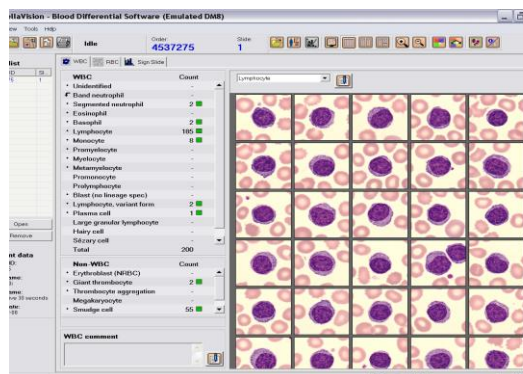 ellaVision - Blood Differential Software (Emulated DM8)
ew Tools Help
Idle
Order:
4537275
Slide:
1
list
WBC RBC Sign Slide
WBC Count
Unidentified -
Band neutrophil -
Segmented neutrophil 2
Eosinophil -
Basophil 2
Lymphocyte 185
Monocyte 8
Promyelocyte -
Myelocyte -
Metamyelocyte -
Promonocyte -
Prolymphocyte -
Blast (no lineage spec) -
Lymphocyte, variant form 2
Plasma cell 1
Large granular lymphocyte -
Hairy cell -
Sézary cell -
Total 200
Non-WBC Count
Erythroblast (NRBC) -
Giant thrombocyte 2
Thrombocyte aggregation -
Megakaryocyte -
Smudge cell 55
WBC comment
Lymphocyte
Open
Remove
nt data